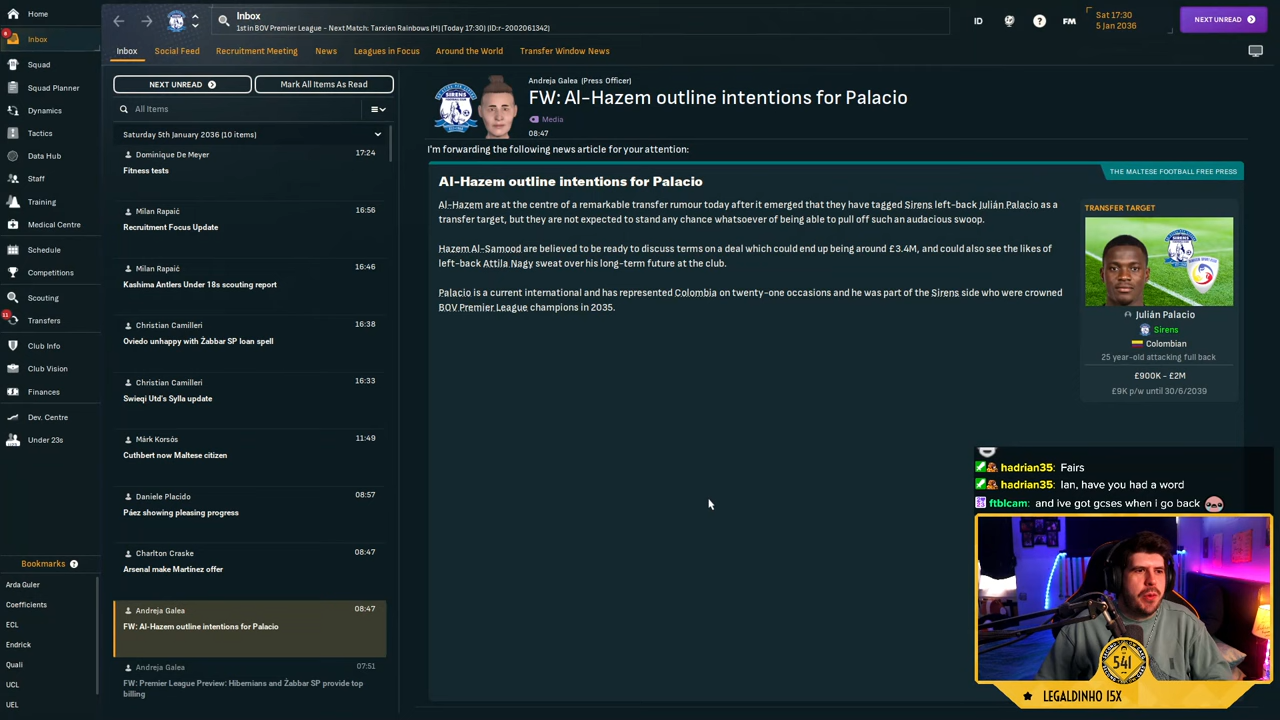 Home
Inbox
Squad
Squad Planner
Dynamics
Tactics
Data Hub
Staff
Training
Medical Centre
Schedule
Competitions
Scouting
Transfers
11
Club Info
Club Vision
Finances
Dev. Centre
Under 23s
Bookmarks
Arda Guler
Coefficients
ECL
Endrick
Quali
UCL
UEL
Inbox
1st in BOV Premier League - Next Match: Tarxien Rainbows (H) (Today 17:30) (ID:r-2002061342)
ID
FM
Sat 17:30
5 Jan 2036
NEXT UNREAD
Inbox
Social Feed
Recruitment Meeting
News
Leagues in Focus
Around the World
Transfer Window News
NEXT UNREAD
Mark All Items As Read
All Items
Saturday 5th January 2036 (10 items)
Dominique De Meyer 17:24
Fitness tests
Milan Rapaić 16:56
Recruitment Focus Update
Milan Rapaić 16:46
Kashima Antlers Under 18s scouting report
Christian Camilleri 16:38
Oviedo unhappy with Żabbar SP loan spell
Christian Camilleri 16:33
Swieqi Utd's Sylla update
Márk Korsós 11:49
Cuthbert now Maltese citizen
Daniele Placido 08:57
Páez showing pleasing progress
Charlton Craske 08:47
Arsenal make Martínez offer
Andreja Galea 08:47
FW: Al-Hazem outline intentions for Palacio
Andreja Galea 07:51
FW: Premier League Preview: Hibernians and Żabbar SP provide top
billing
Andreja Galea (Press Officer)
FW: Al-Hazem outline intentions for Palacio
Media
08:47
I'm forwarding the following news article for your attention:
THE MALTESE FOOTBALL FREE PRESS
Al-Hazem outline intentions for Palacio
Al-Hazem are at the centre of a remarkable transfer rumour today after it emerged that they have tagged Sirens left-back Julián Palacio as a
transfer target, but they are not expected to stand any chance whatsoever of being able to pull off such an audacious swoop.
Hazem Al-Samood are believed to be ready to discuss terms on a deal which could end up being around £3.4M, and could also see the likes of
left-back Attila Nagy sweat over his long-term future at the club.
Palacio is a current international and has represented Colombia on twenty-one occasions and he was part of the Sirens side who were crowned
BOV Premier League champions in 2035.
TRANSFER TARGET
Julián Palacio
Sirens
Colombian
25 year-old attacking full back
£900K - £2M
£9K p/w until 30/6/2039
hadrian35: Fairs
hadrian35: Ian, have you had a word
ftblcam: and ive got gcses when i go back
541
LEGALDINHO 15X